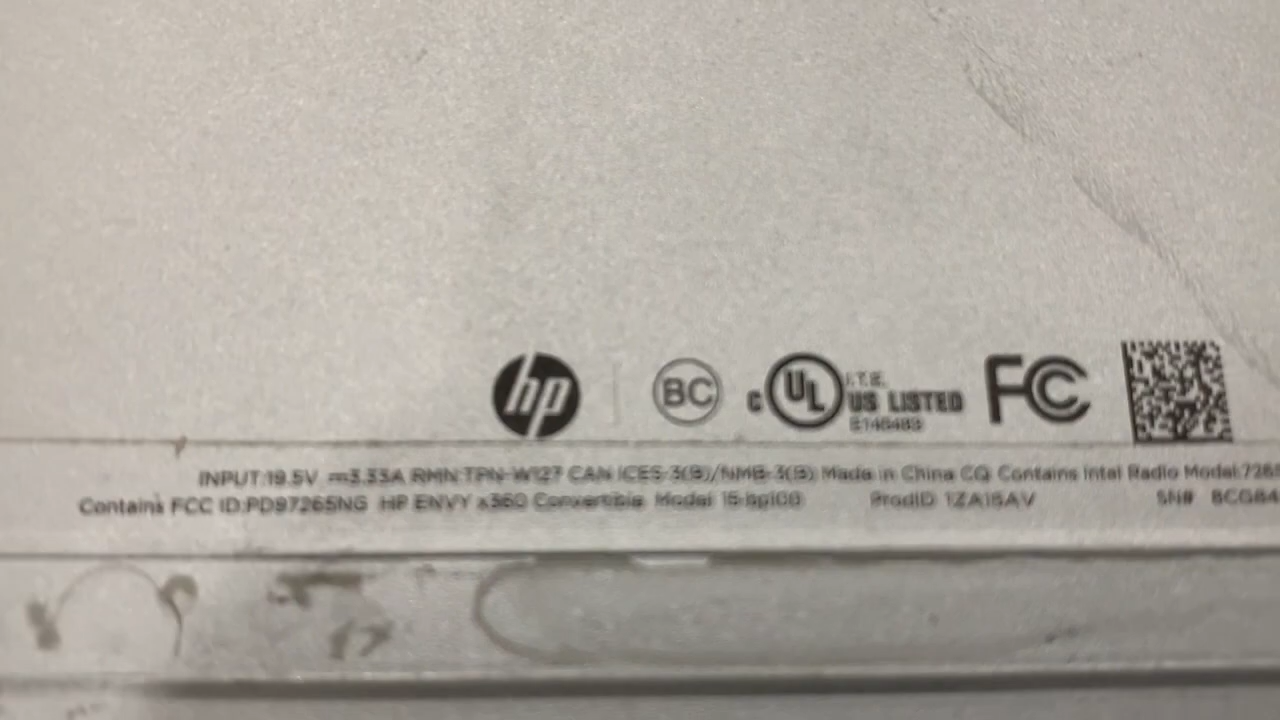 hp BC c UL I.T.E. US LISTED E146483 FC
INPUT:19.5V ⎓3.33A RMN:TPN-W127 CAN ICES-3(B)/NMB-3(B) Made in China CQ Contains Intel Radio Model:7265
Contains FCC ID:PD97265NG HP ENVY x360 Convertible Model 15-bp100 ProdID 1ZA15AV SN# 8CG84